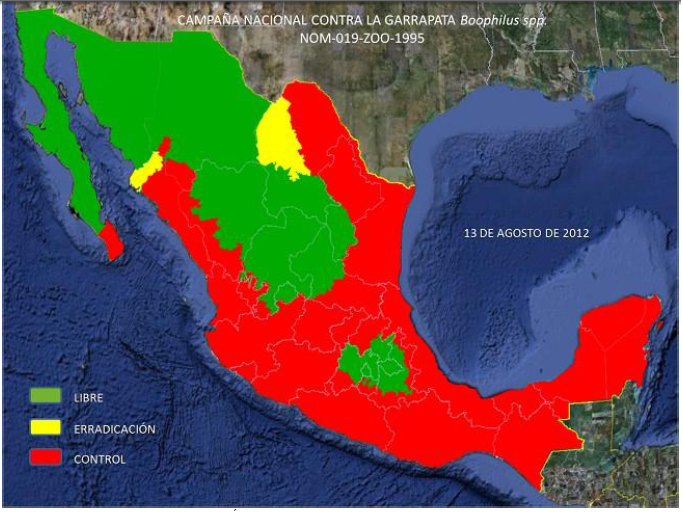 CAMPAÑA NACIONAL CONTRA LA GARRAPATA Boophilus spp.
NOM-019-ZOO-1995
13 DE AGOSTO DE 2012
LIBRE
ERRADICACIÓN
CONTROL